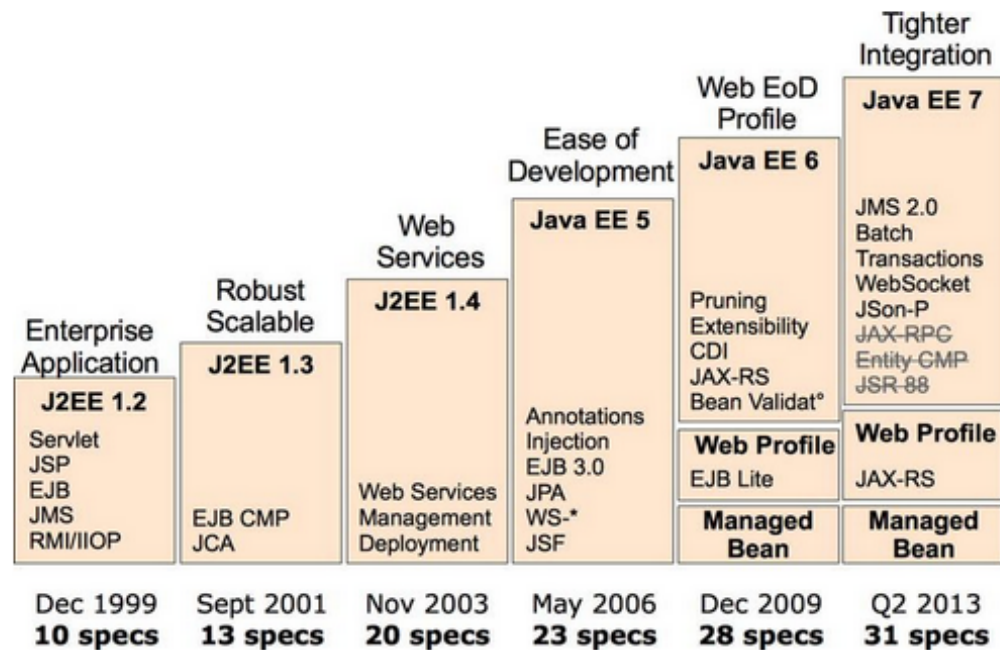 Enterprise
Application
J2EE 1.2
Servlet
JSP
EJB
JMS
RMI/IIOP
Dec 1999
10 specs
Robust
Scalable
J2EE 1.3
EJB CMP
JCA
Sept 2001
13 specs
Web
Services
J2EE 1.4
Web Services
Management
Deployment
Nov 2003
20 specs
Ease of
Development
Java EE 5
Annotations
Injection
EJB 3.0
JPA
WS-*
JSF
May 2006
23 specs
Web EoD
Profile
Java EE 6
Pruning
Extensibility
CDI
JAX-RS
Bean Validat°
Web Profile
EJB Lite
Managed
Bean
Dec 2009
28 specs
Tighter
Integration
Java EE 7
JMS 2.0
Batch
Transactions
WebSocket
JSon-P
JAX-RPC
Entity CMP
JSR 88
Web Profile
JAX-RS
Managed
Bean
Q2 2013
31 specs